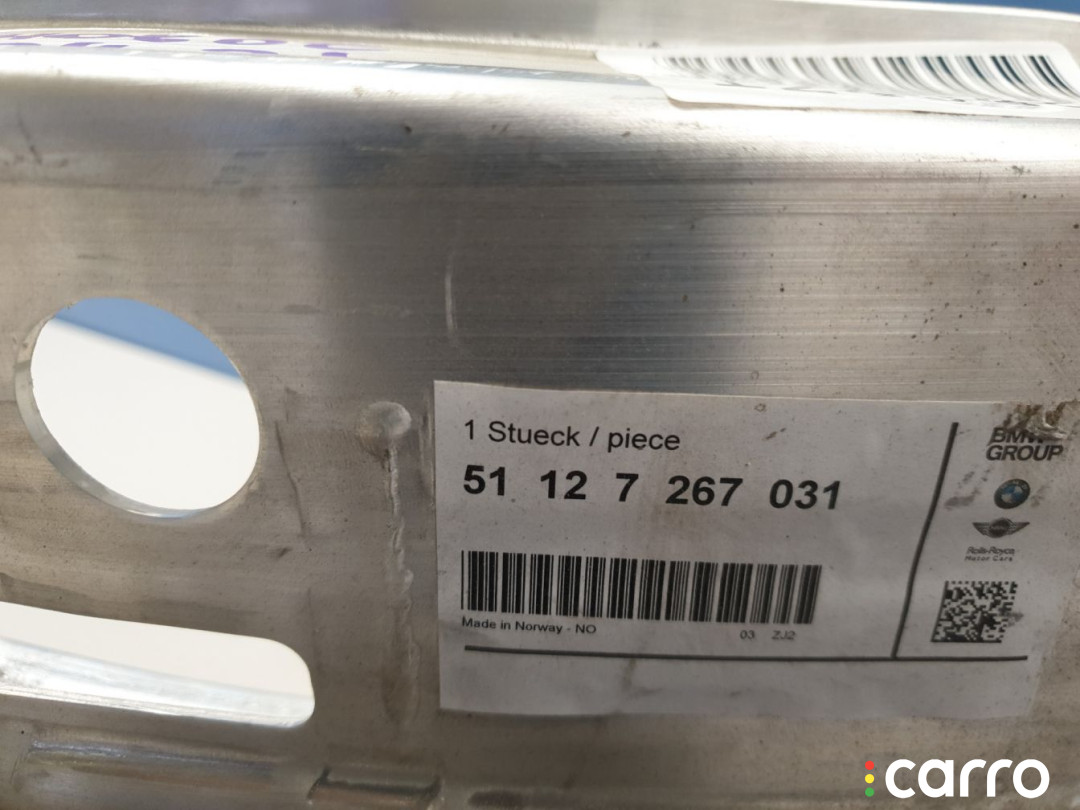 1 Stueck / piece
51 12 7 267 031
Made in Norway - NO
03 ZJ2
BMW
GROUP
Rolls-Royce
Motor Cars
carro